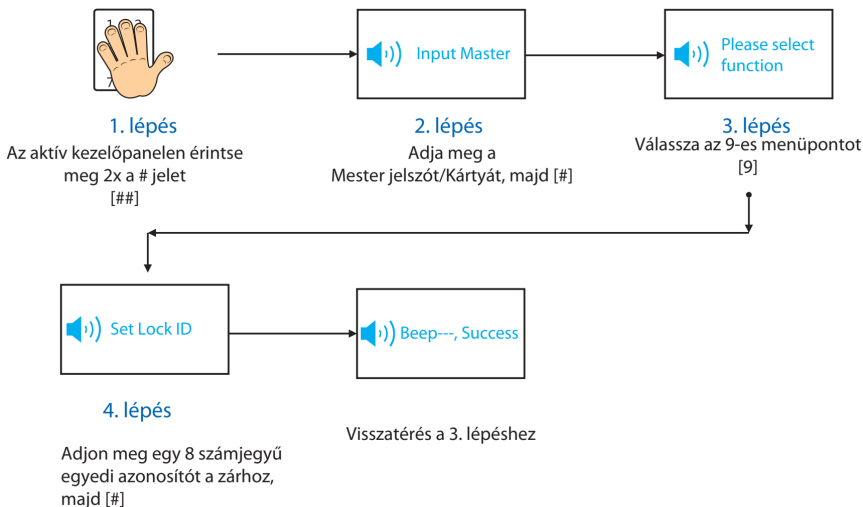 Input Master
Please select
function
1. lépés
2. lépés
3. lépés
Az aktív kezelőpanelen érintse
meg 2x a # jelet
[##]
Adja meg a
Mester jelszót/Kártyát, majd [#]
Válassza az 9-es menüpontot
[9]
Set Lock ID
Beep---, Success
4. lépés
Adjon meg egy 8 számjegyű
egyedi azonosítót a zárhoz,
majd [#]
Visszatérés a 3. lépéshez